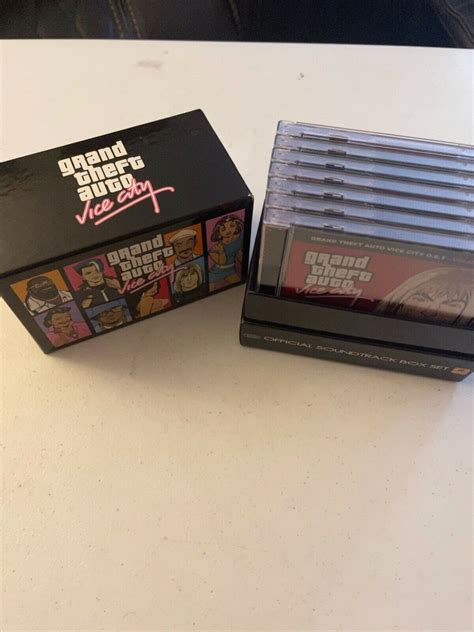 grand
theft
auto
Vice City
grand
theft
auto
Vice City
GRAND THEFT AUTO VICE CITY O.S.T
grand
theft
auto
Vice City
OFFICIAL SOUNDTRACK BOX SET